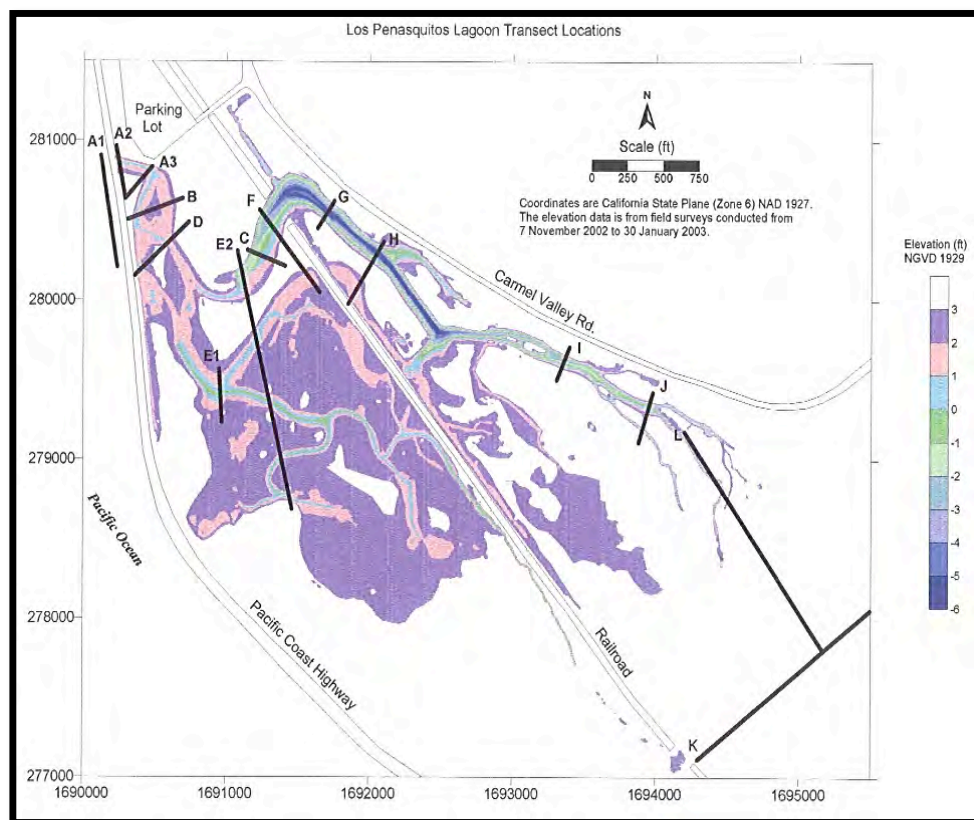 Los Penasquitos Lagoon Transect Locations
Parking
Lot
A1
A2
A3
B
D
F
G
E2
C
H
E1
I
J
L
K
N
Scale (ft)
0 250 500 750
Coordinates are California State Plane (Zone 6) NAD 1927.
The elevation data is from field surveys conducted from
7 November 2002 to 30 January 2003.
Carmel Valley Rd.
Pacific Ocean
Pacific Coast Highway
Railroad
Elevation (ft)
NGVD 1929
3
2
1
0
-1
-2
-3
-4
-5
-6
281000
280000
279000
278000
277000
1690000 1691000 1692000 1693000 1694000 1695000